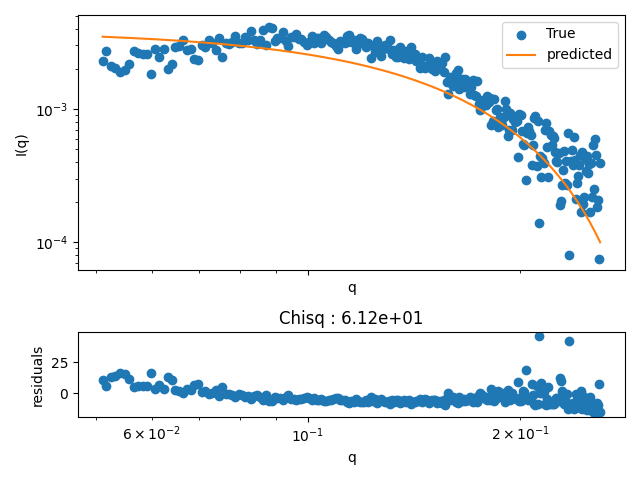 True
predicted
10⁻³
10⁻⁴
I(q)
q
Chisq : 6.12e+01
25
0
residuals
6 × 10⁻²
10⁻¹
2 × 10⁻¹
q